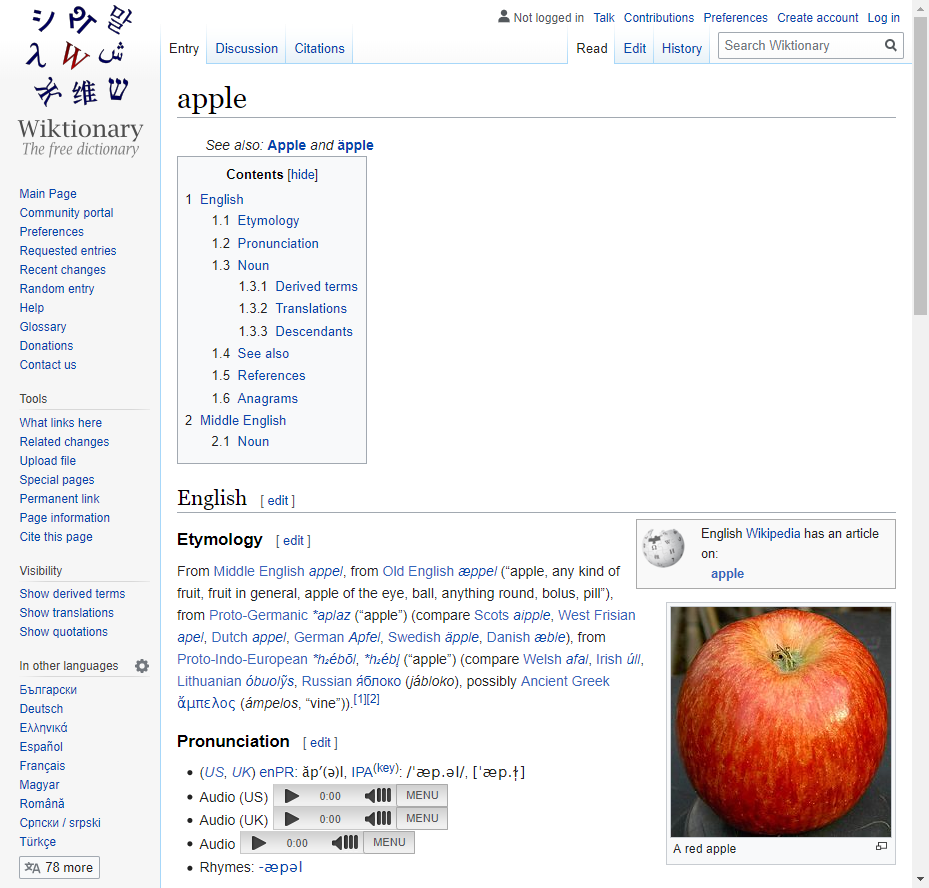 Not logged in Talk Contributions Preferences Create account Log in
Entry Discussion Citations Read Edit History Search Wiktionary
シ 말
λ W ش
维 ש
Wiktionary
The free dictionary
Main Page
Community portal
Preferences
Requested entries
Recent changes
Random entry
Help
Glossary
Donations
Contact us
Tools
What links here
Related changes
Upload file
Special pages
Permanent link
Page information
Cite this page
Visibility
Show derived terms
Show translations
Show quotations
In other languages
Български
Deutsch
Ελληνικά
Español
Français
Magyar
Română
Српски / srpski
Türkçe
78 more
apple
See also: Apple and äpple
Contents [hide]
1 English
1.1 Etymology
1.2 Pronunciation
1.3 Noun
1.3.1 Derived terms
1.3.2 Translations
1.3.3 Descendants
1.4 See also
1.5 References
1.6 Anagrams
2 Middle English
2.1 Noun
English [ edit ]
Etymology [ edit ]
From Middle English appel, from Old English æppel (“apple, any kind of
fruit, fruit in general, apple of the eye, ball, anything round, bolus, pill”),
from Proto-Germanic *aplaz (“apple”) (compare Scots aipple, West Frisian
apel, Dutch appel, German Apfel, Swedish äpple, Danish æble), from
Proto-Indo-European *h₂ébōl, *h₂ébl̥ (“apple”) (compare Welsh afal, Irish úll,
Lithuanian óbuolỹs, Russian я́блоко (jábloko), possibly Ancient Greek
ἄμπελος (ámpelos, “vine”)).[1][2]
Pronunciation [ edit ]
• (US, UK) enPR: ăp′(ə)l, IPA(key): /ˈæp.əl/, [ˈæp.ɫ̩]
• Audio (US) 0:00 MENU
• Audio (UK) 0:00 MENU
• Audio 0:00 MENU
• Rhymes: -æpəl
English Wikipedia has an article
on:
apple
A red apple